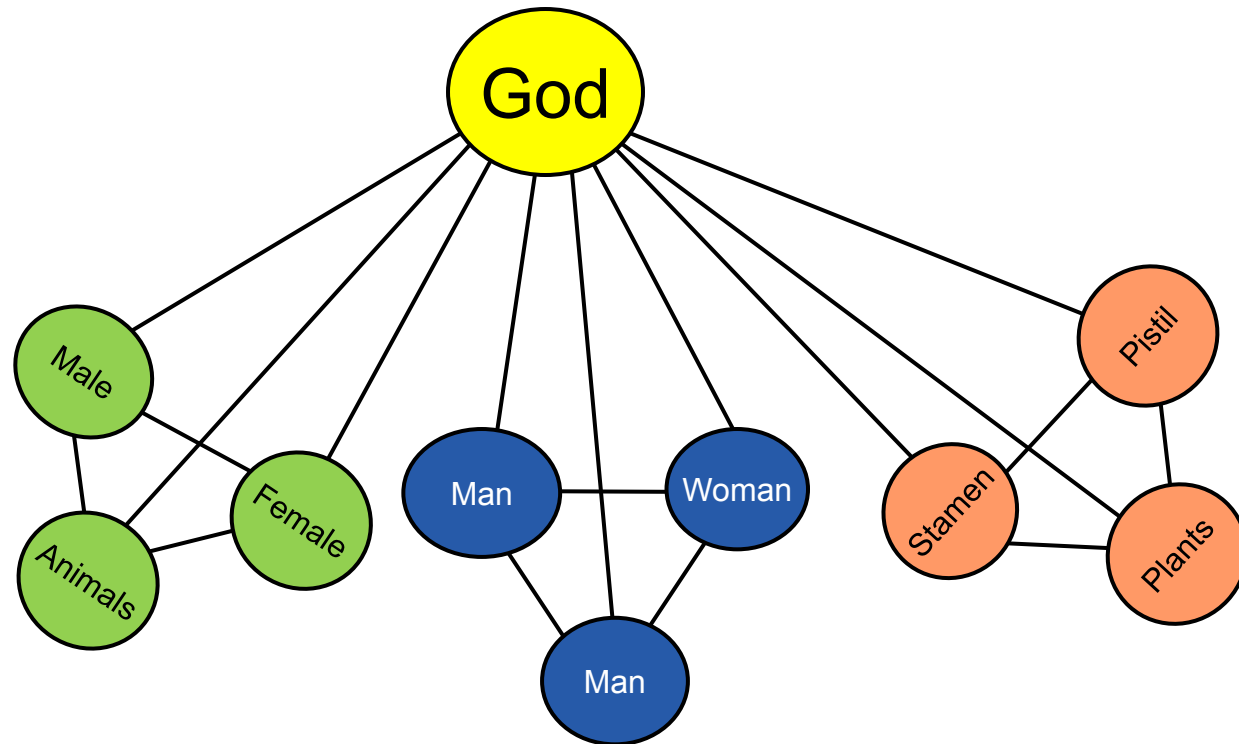 God
Male
Female
Animals
Man
Woman
Man
Pistil
Stamen
Plants